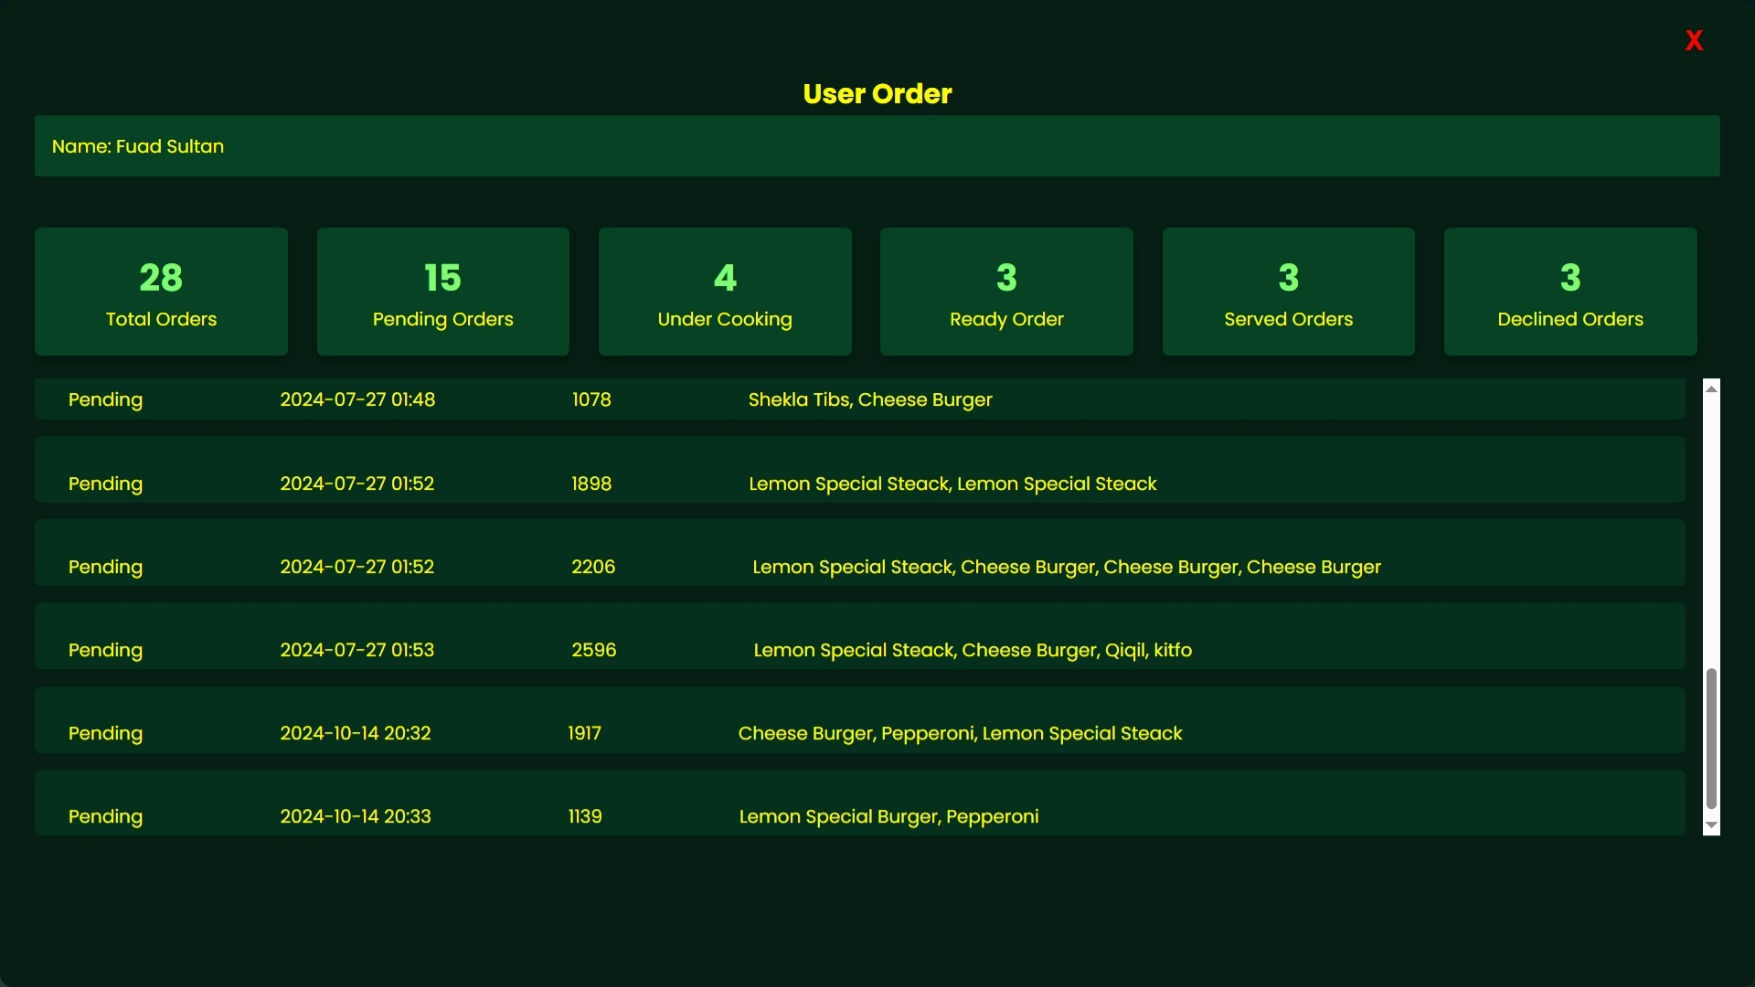 X
User Order
Name: Fuad Sultan
28 15 4 3 3 3
Total Orders Pending Orders Under Cooking Ready Order Served Orders Declined Orders
Pending 2024-07-27 01:48 1078 Shekla Tibs, Cheese Burger
Pending 2024-07-27 01:52 1898 Lemon Special Steack, Lemon Special Steack
Pending 2024-07-27 01:52 2206 Lemon Special Steack, Cheese Burger, Cheese Burger, Cheese Burger
Pending 2024-07-27 01:53 2596 Lemon Special Steack, Cheese Burger, Qiqil, kitfo
Pending 2024-10-14 20:32 1917 Cheese Burger, Pepperoni, Lemon Special Steack
Pending 2024-10-14 20:33 1139 Lemon Special Burger, Pepperoni